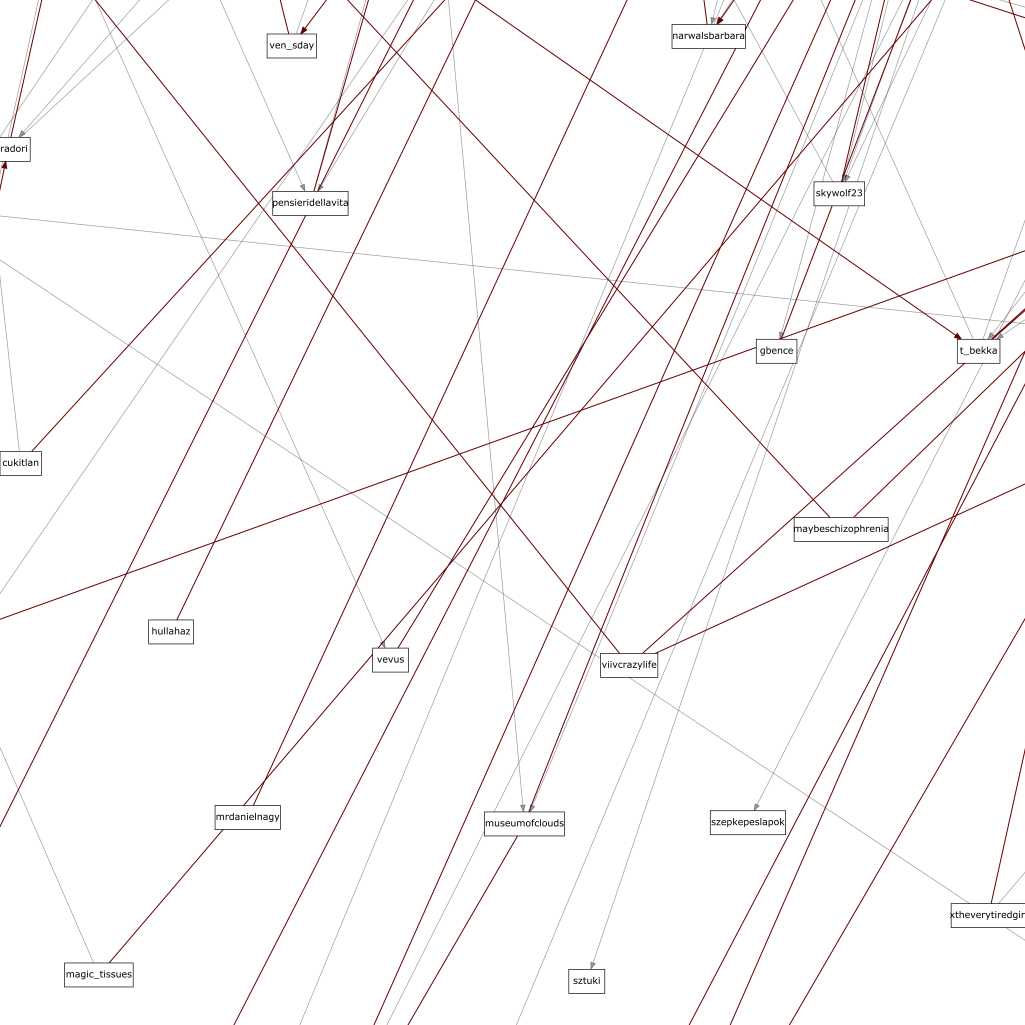 ven_sday
narwalsbarbara
radori
pensieridellavita
skywolf23
gbence
t_bekka
cukitlan
maybeschizophrenia
hullahaz
vevus
viivcrazylife
mrdanielnagy
museumofclouds
szepkepeslapok
xtheverytiredgir
magic_tissues
sztuki